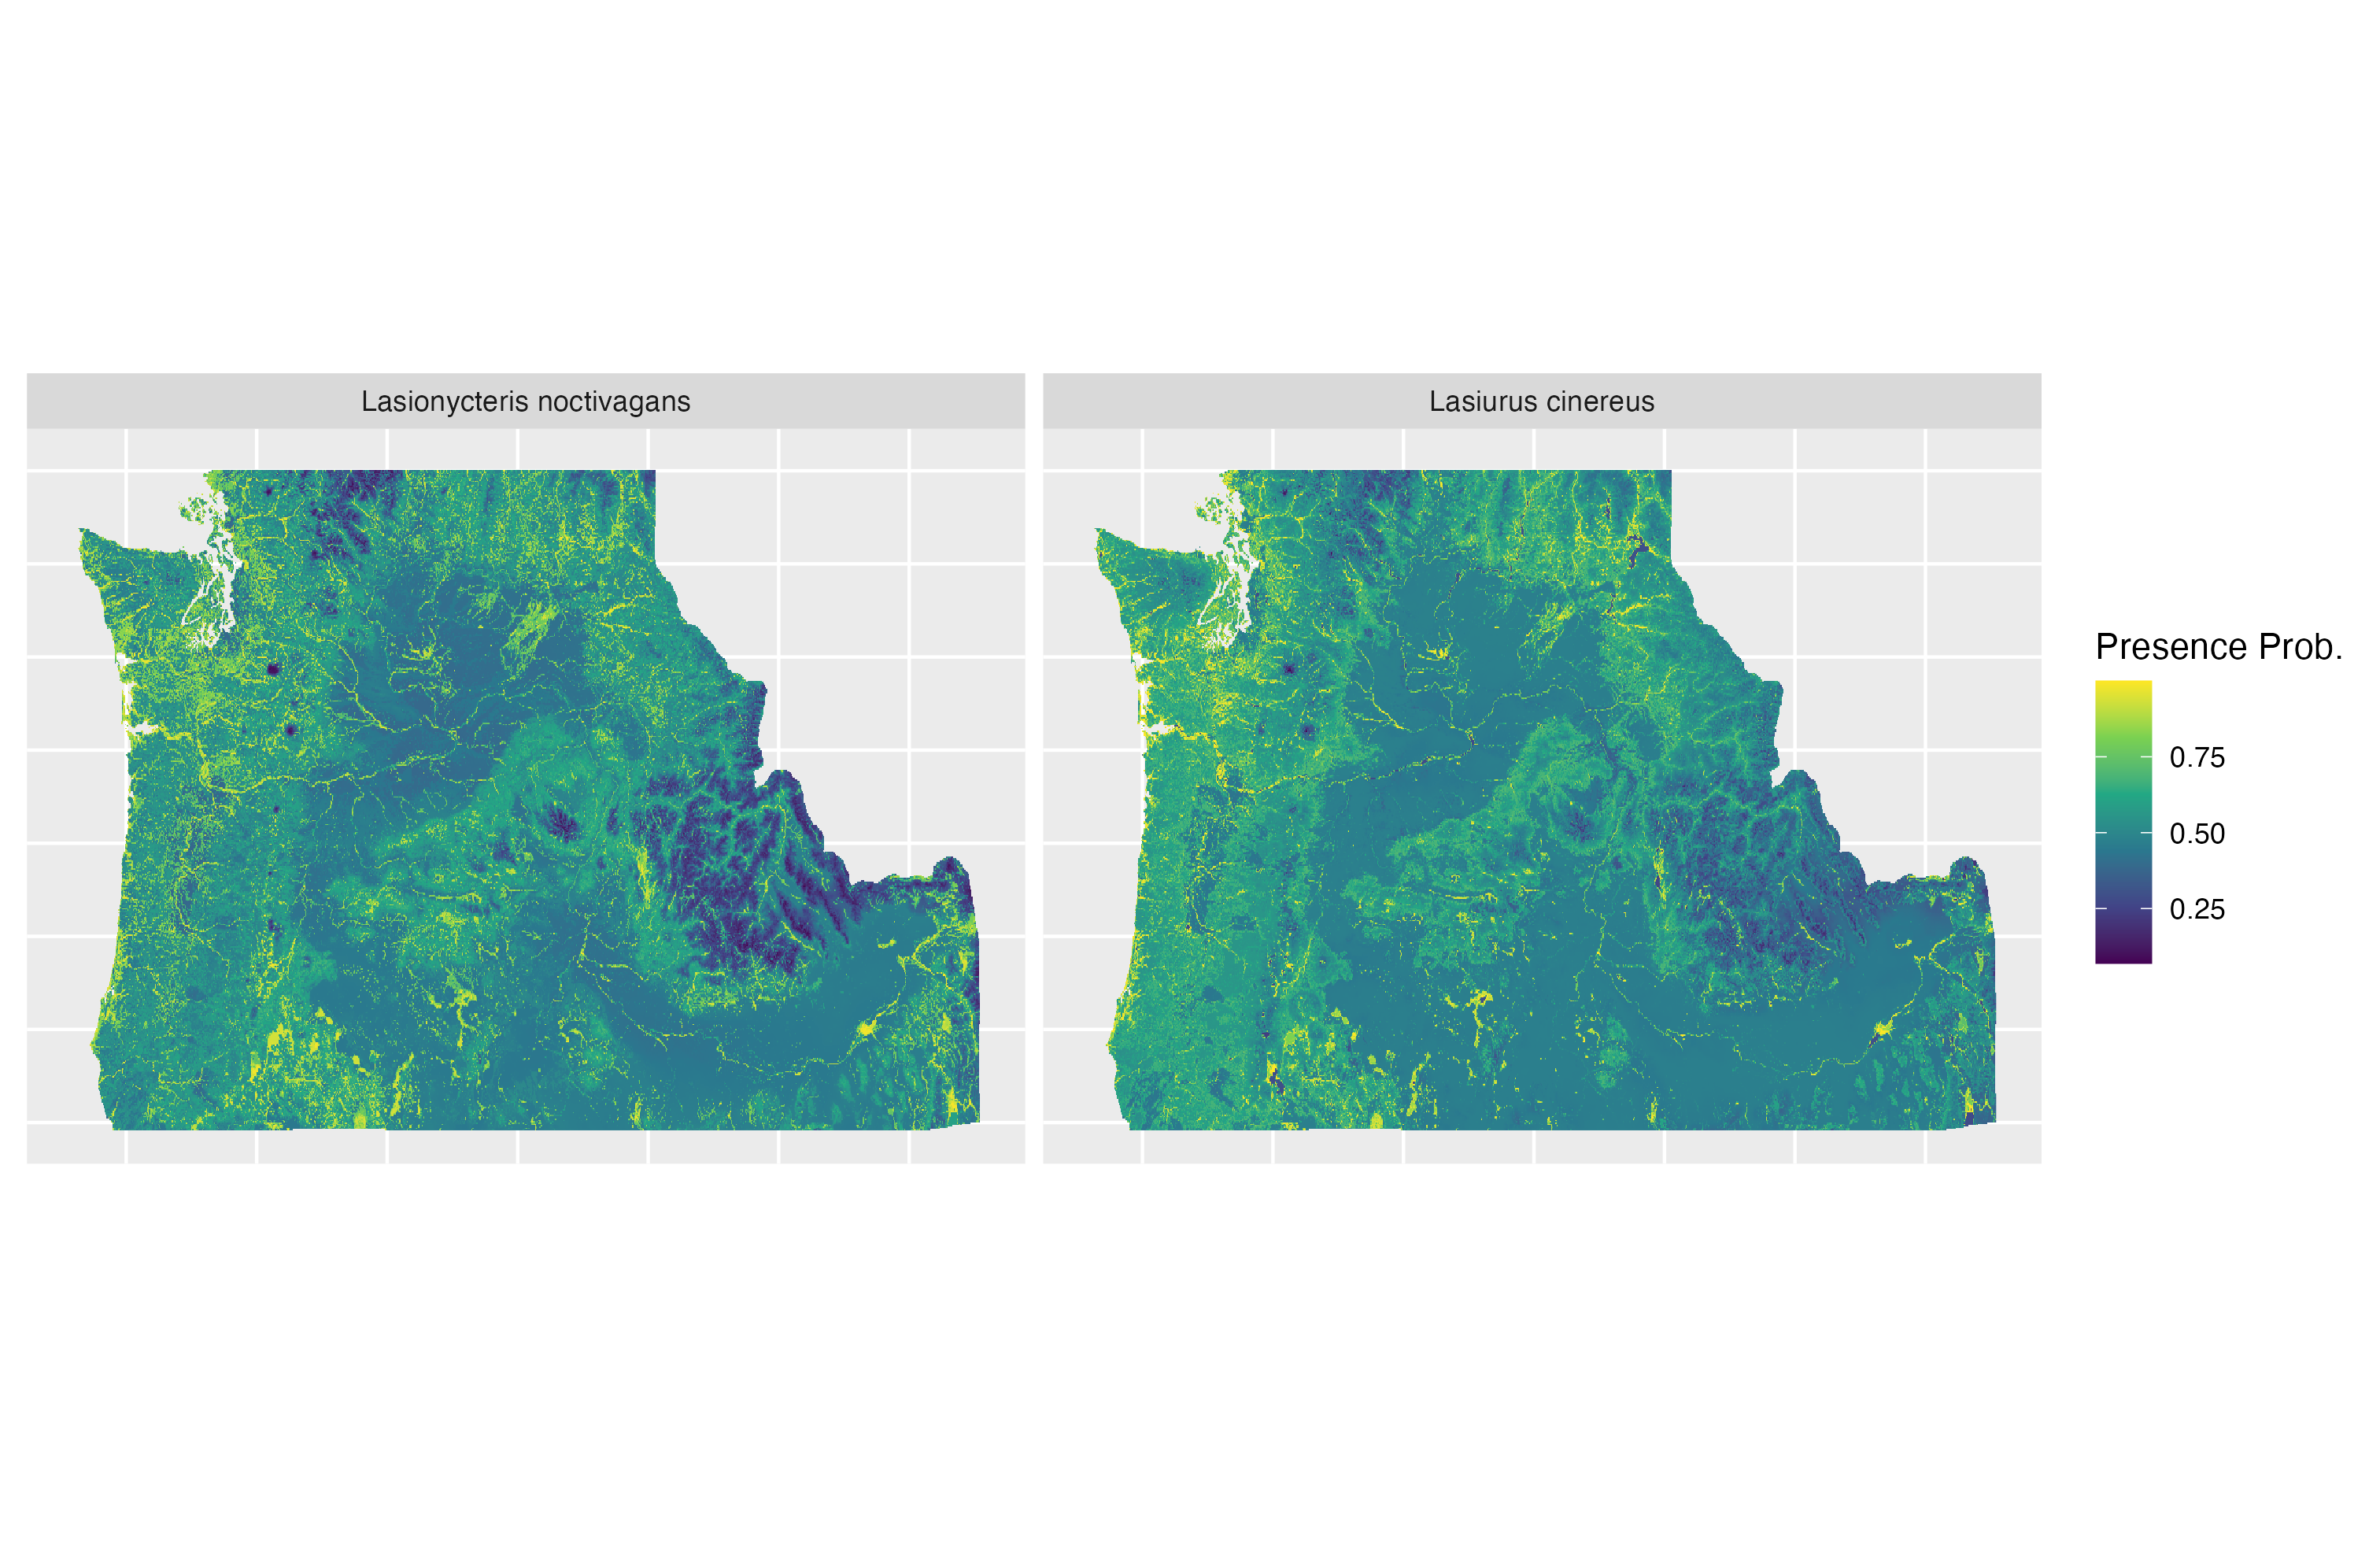 Lasionycteris noctivagans
Lasiurus cinereus
Presence Prob.
0.75
0.50
0.25